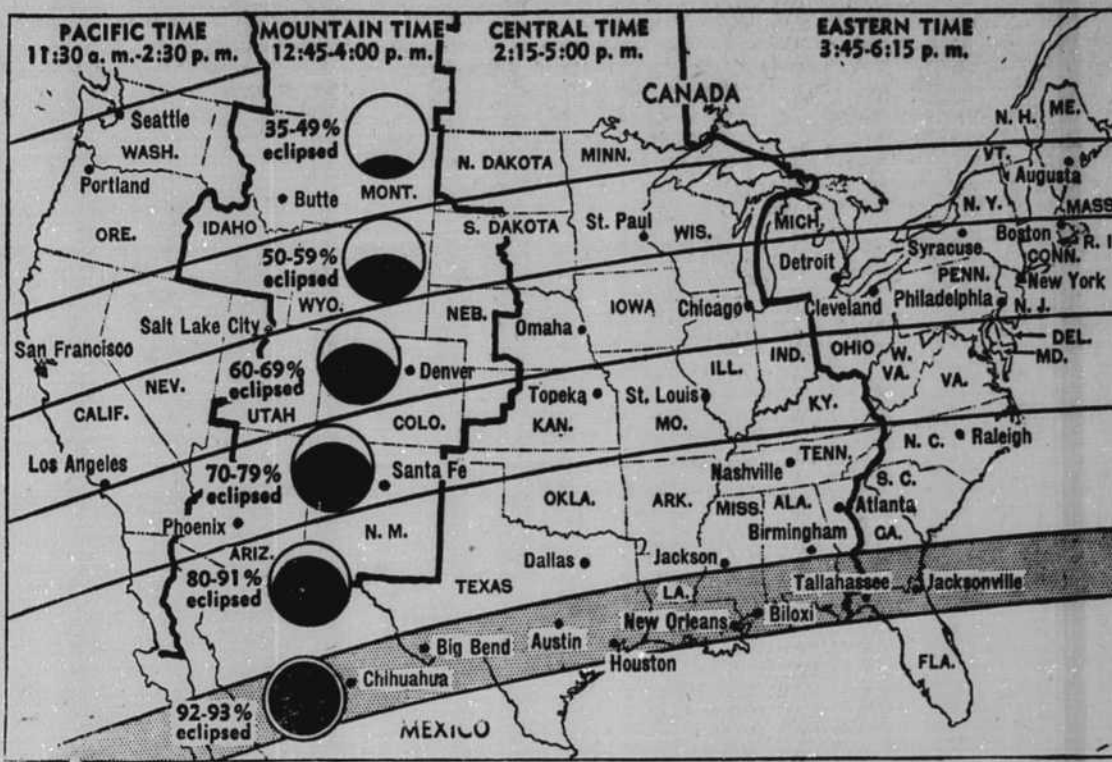 PACIFIC TIME
11:30 a. m.-2:30 p. m.
MOUNTAIN TIME
12:45-4:00 p. m.
CENTRAL TIME
2:15-5:00 p. m.
EASTERN TIME
3:45-6:15 p. m.
CANADA
ME.
N. H.
VT.
Augusta
Seattle
WASH.
Portland
35-49%
eclipsed
MONT.
Butte
N. DAKOTA
MINN.
ORE.
IDAHO
S. DAKOTA
St. Paul
WIS.
MICH.
N. Y.
MASS
Boston
R. I
CONN.
Syracuse
Detroit
50-59%
eclipsed
WYO.
NEB.
IOWA
Chicago
Cleveland
PENN.
New York
Philadelphia
N. J.
Salt Lake City
Omaha
DEL.
MD.
San Francisco
NEV.
60-69%
eclipsed
Denver
ILL.
IND.
OHIO
W.
VA.
VA.
CALIF.
UTAH
COLO.
Topeka
KAN.
St. Louis
MO.
KY.
N. C.
Raleigh
Los Angeles
70-79%
eclipsed
Santa Fe
Nashville
TENN.
S. C.
OKLA.
ARK.
MISS.
ALA.
Atlanta
Phoenix
ARIZ.
N. M.
Birmingham
GA.
Dallas
Jackson
80-91%
eclipsed
TEXAS
LA.
Tallahassee
Jacksonville
Biloxi
New Orleans
Austin
Big Bend
Houston
FLA.
Chihuahua
92-93%
eclipsed
MEXICO